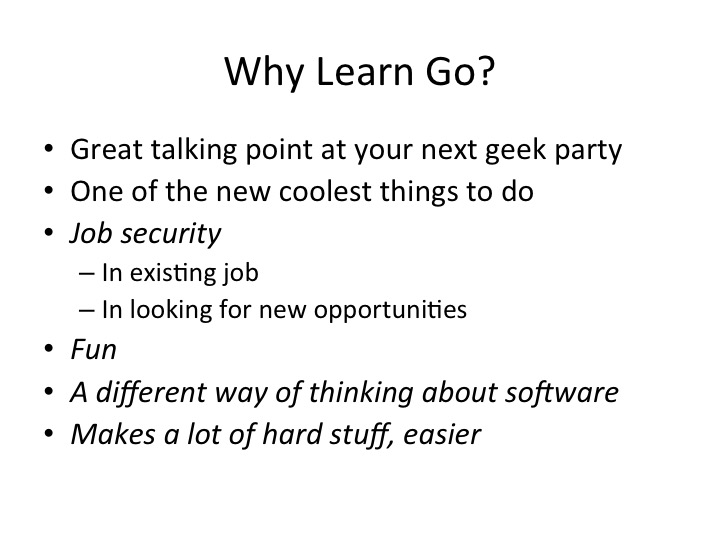 Why Learn Go?
• Great talking point at your next geek party
• One of the new coolest things to do
• Job security
– In existing job
– In looking for new opportunities
• Fun
• A different way of thinking about software
• Makes a lot of hard stuff, easier